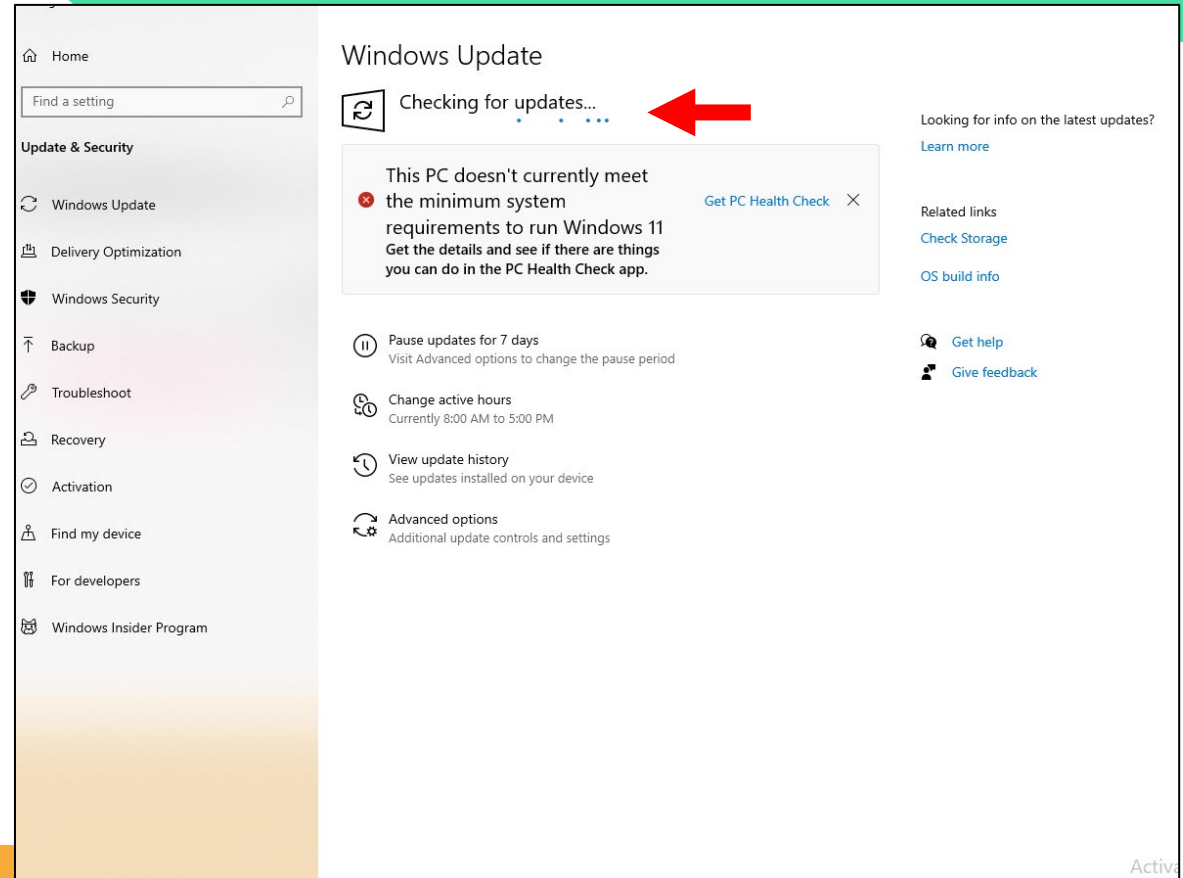 Home
Find a setting
Update & Security
Windows Update
Delivery Optimization
Windows Security
Backup
Troubleshoot
Recovery
Activation
Find my device
For developers
Windows Insider Program
Windows Update
Checking for updates...
This PC doesn't currently meet
the minimum system
requirements to run Windows 11
Get the details and see if there are things
you can do in the PC Health Check app.
Get PC Health Check
Pause updates for 7 days
Visit Advanced options to change the pause period
Change active hours
Currently 8:00 AM to 5:00 PM
View update history
See updates installed on your device
Advanced options
Additional update controls and settings
Looking for info on the latest updates?
Learn more
Related links
Check Storage
OS build info
Get help
Give feedback